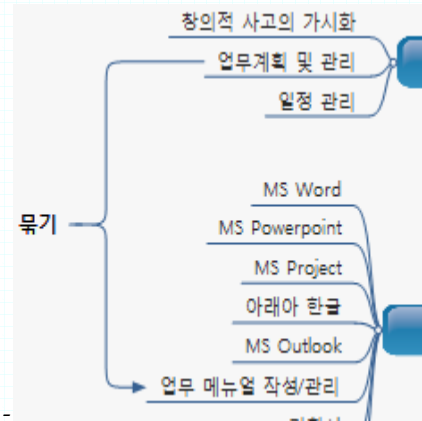 창의적 사고의 가시화
업무계획 및 관리
일정 관리
묶기
MS Word
MS Powerpoint
MS Project
아래아 한글
MS Outlook
업무 메뉴얼 작성/관리